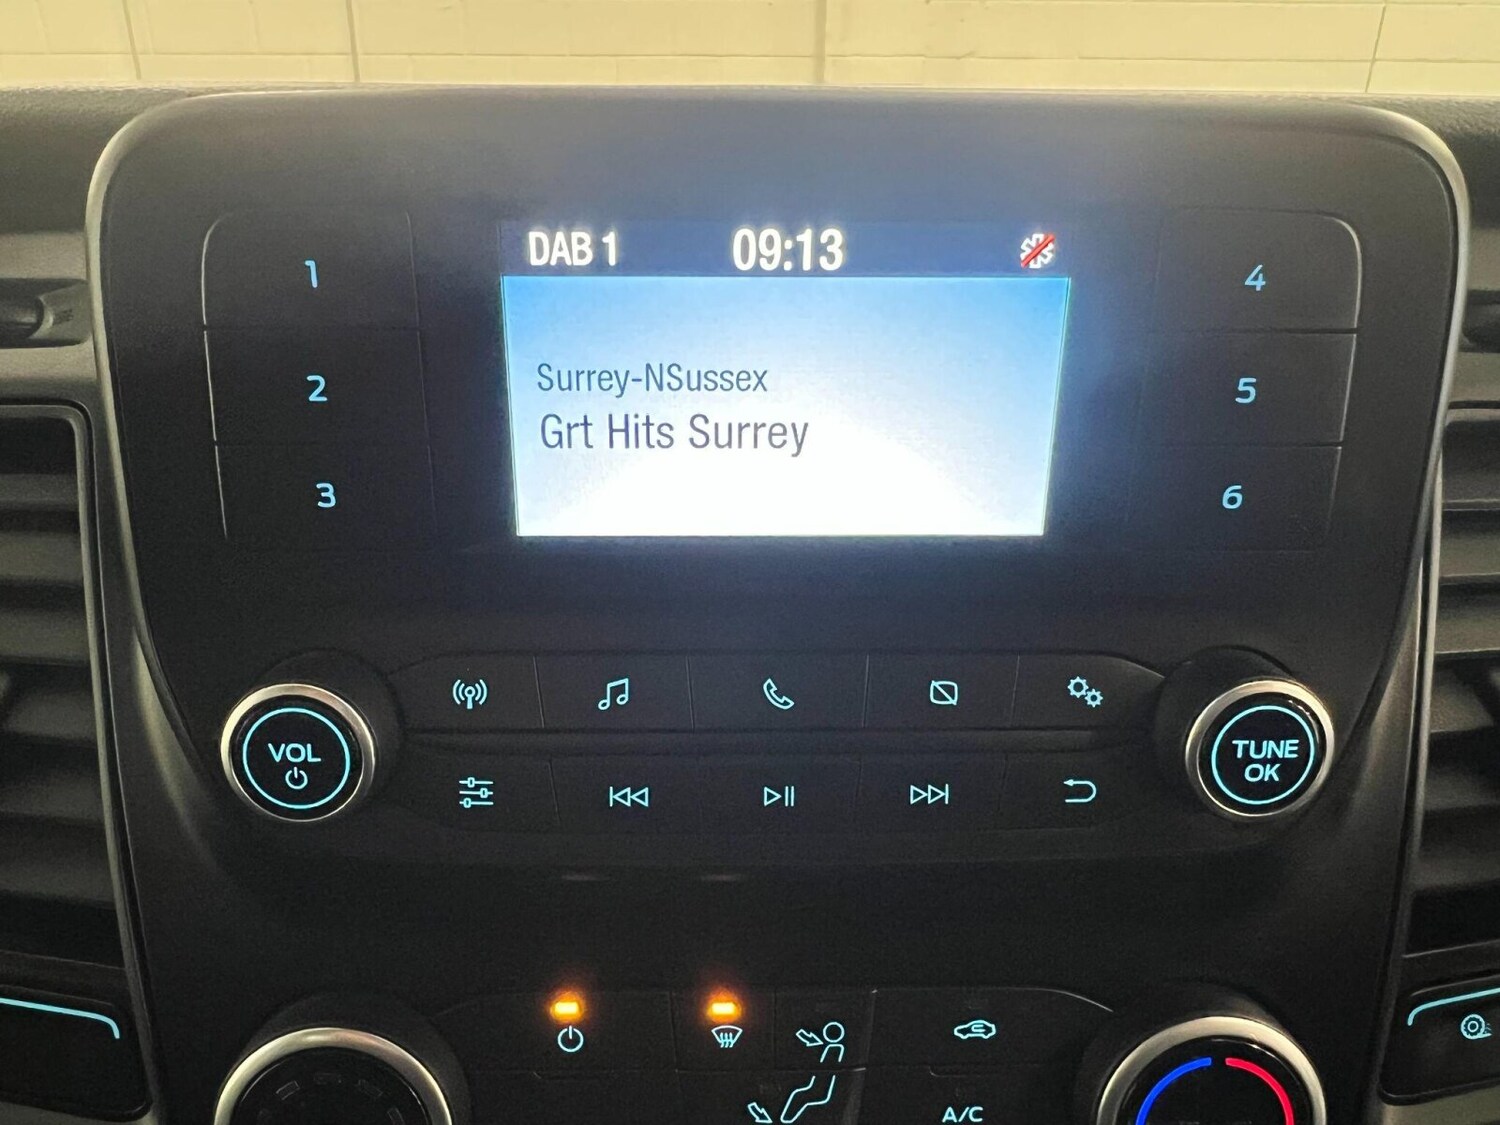 DAB 1 09:13
1
2
3
4
5
6
Surrey-NSussex
Grt Hits Surrey
VOL
TUNE
OK
A/C